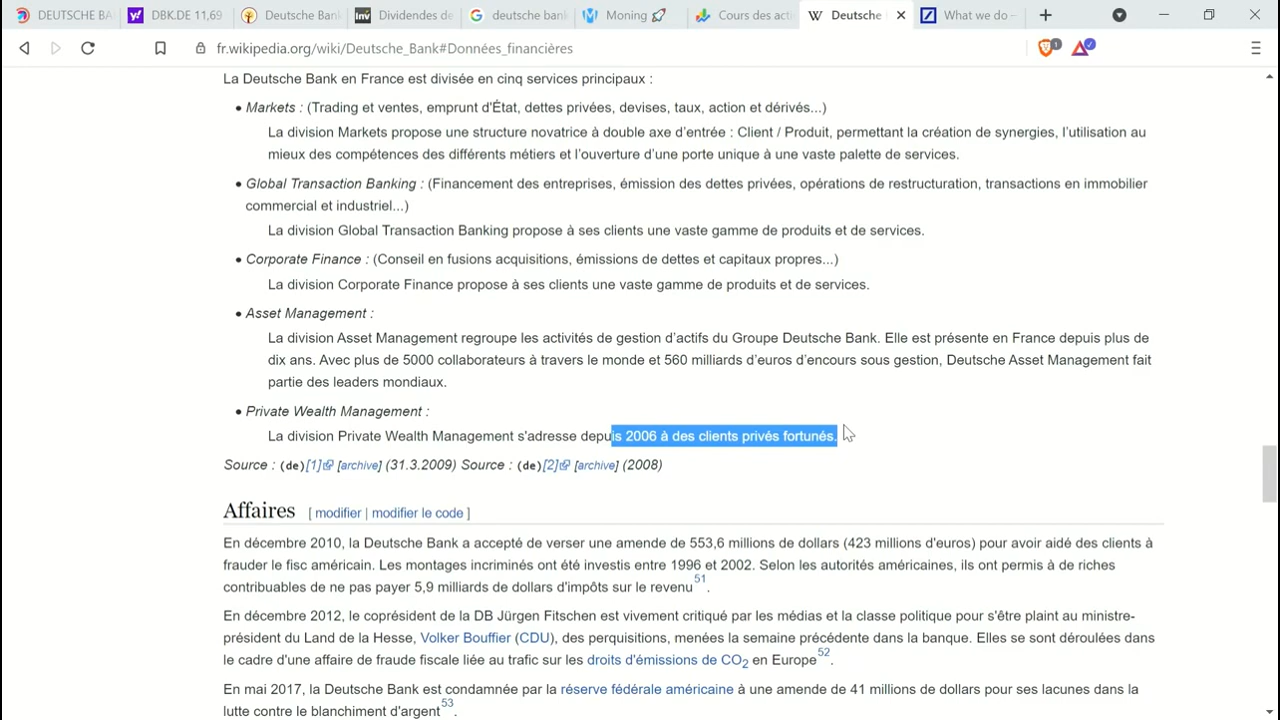 DEUTSCHE BA
DBK.DE 11,69
Deutsche Ban
Dividendes de
deutsche bank
Moning 🚀
Cours des acti
Deutsche
What we do –
fr.wikipedia.org/wiki/Deutsche_Bank#Données_financières
La Deutsche Bank en France est divisée en cinq services principaux :
• Markets : (Trading et ventes, emprunt d'État, dettes privées, devises, taux, action et dérivés...)
La division Markets propose une structure novatrice à double axe d'entrée : Client / Produit, permettant la création de synergies, l'utilisation au
mieux des compétences des différents métiers et l'ouverture d'une porte unique à une vaste palette de services.
• Global Transaction Banking : (Financement des entreprises, émission des dettes privées, opérations de restructuration, transactions en immobilier
commercial et industriel...)
La division Global Transaction Banking propose à ses clients une vaste gamme de produits et de services.
• Corporate Finance : (Conseil en fusions acquisitions, émissions de dettes et capitaux propres...)
La division Corporate Finance propose à ses clients une vaste gamme de produits et de services.
• Asset Management :
La division Asset Management regroupe les activités de gestion d'actifs du Groupe Deutsche Bank. Elle est présente en France depuis plus de
dix ans. Avec plus de 5000 collaborateurs à travers le monde et 560 milliards d'euros d'encours sous gestion, Deutsche Asset Management fait
partie des leaders mondiaux.
• Private Wealth Management :
La division Private Wealth Management s'adresse depuis 2006 à des clients privés fortunés.
Source : (de)[1] [archive] (31.3.2009) Source : (de)[2] [archive] (2008)
Affaires [ modifier | modifier le code ]
En décembre 2010, la Deutsche Bank a accepté de verser une amende de 553,6 millions de dollars (423 millions d'euros) pour avoir aidé des clients à
frauder le fisc américain. Les montages incriminés ont été investis entre 1996 et 2002. Selon les autorités américaines, ils ont permis à de riches
contribuables de ne pas payer 5,9 milliards de dollars d'impôts sur le revenu51.
En décembre 2012, le coprésident de la DB Jürgen Fitschen est vivement critiqué par les médias et la classe politique pour s'être plaint au ministre-
président du Land de la Hesse, Volker Bouffier (CDU), des perquisitions, menées la semaine précédente dans la banque. Elles se sont déroulées dans
le cadre d'une affaire de fraude fiscale liée au trafic sur les droits d'émissions de CO2 en Europe52.
En mai 2017, la Deutsche Bank est condamnée par la réserve fédérale américaine à une amende de 41 millions de dollars pour ses lacunes dans la
lutte contre le blanchiment d'argent53.